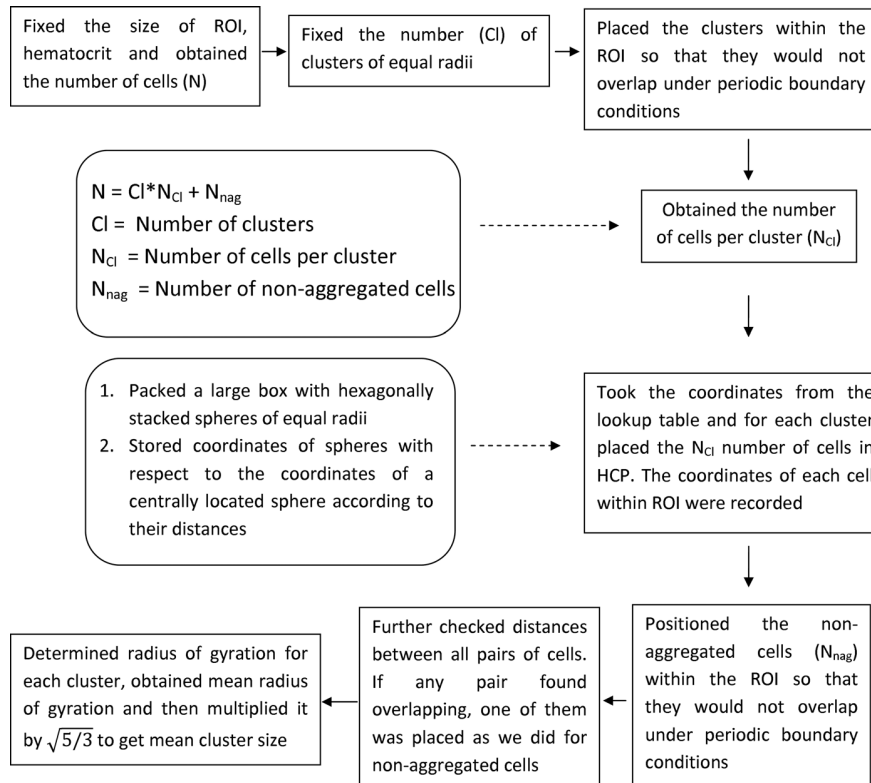 Fixed the size of ROI,
hematocrit and obtained
the number of cells (N)
Fixed the number (Cl) of
clusters of equal radii
Placed the clusters within the
ROI so that they would not
overlap under periodic boundary
conditions
N = Cl*N_Cl + N_nag
Cl = Number of clusters
N_Cl = Number of cells per cluster
N_nag = Number of non-aggregated cells
Obtained the number
of cells per cluster (N_Cl)
1. Packed a large box with hexagonally
stacked spheres of equal radii
2. Stored coordinates of spheres with
respect to the coordinates of a
centrally located sphere according to
their distances
Took the coordinates from the
lookup table and for each cluster
placed the N_Cl number of cells in
HCP. The coordinates of each cell
within ROI were recorded
Positioned the non-
aggregated cells (N_nag)
within the ROI so that
they would not overlap
under periodic boundary
conditions
Further checked distances
between all pairs of cells.
If any pair found
overlapping, one of them
was placed as we did for
non-aggregated cells
Determined radius of gyration for
each cluster, obtained mean radius
of gyration and then multiplied it
by √5/3 to get mean cluster size